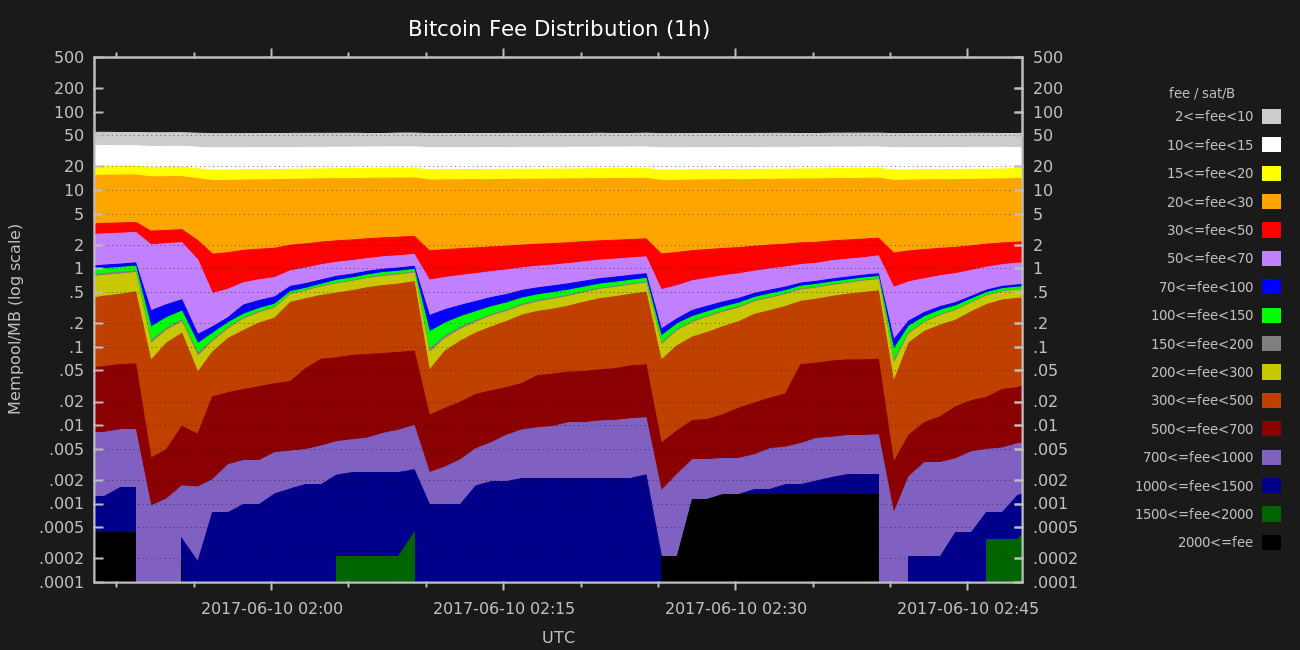 Bitcoin Fee Distribution (1h)
500
200
100
50
20
10
5
2
1
.5
.2
.1
.05
.02
.01
.005
.002
.001
.0005
.0002
.0001
Mempool/MB (log scale)
500
200
100
50
20
10
5
2
1
.5
.2
.1
.05
.02
.01
.005
.002
.001
.0005
.0002
.0001
2017-06-10 02:00
2017-06-10 02:15
2017-06-10 02:30
2017-06-10 02:45
UTC
fee / sat/B
2<=fee<10
10<=fee<15
15<=fee<20
20<=fee<30
30<=fee<50
50<=fee<70
70<=fee<100
100<=fee<150
150<=fee<200
200<=fee<300
300<=fee<500
500<=fee<700
700<=fee<1000
1000<=fee<1500
1500<=fee<2000
2000<=fee